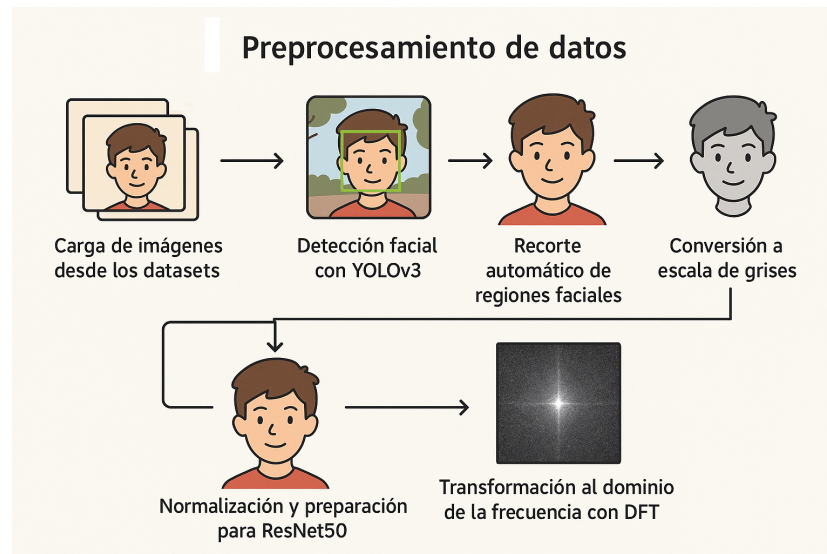 Preprocesamiento de datos
Carga de imágenes
desde los datasets
Detección facial
con YOLOv3
Recorte
automático de
regiones faciales
Conversión a
escala de grises
Normalización y preparación
para ResNet50
Transformación al dominio
de la frecuencia con DFT